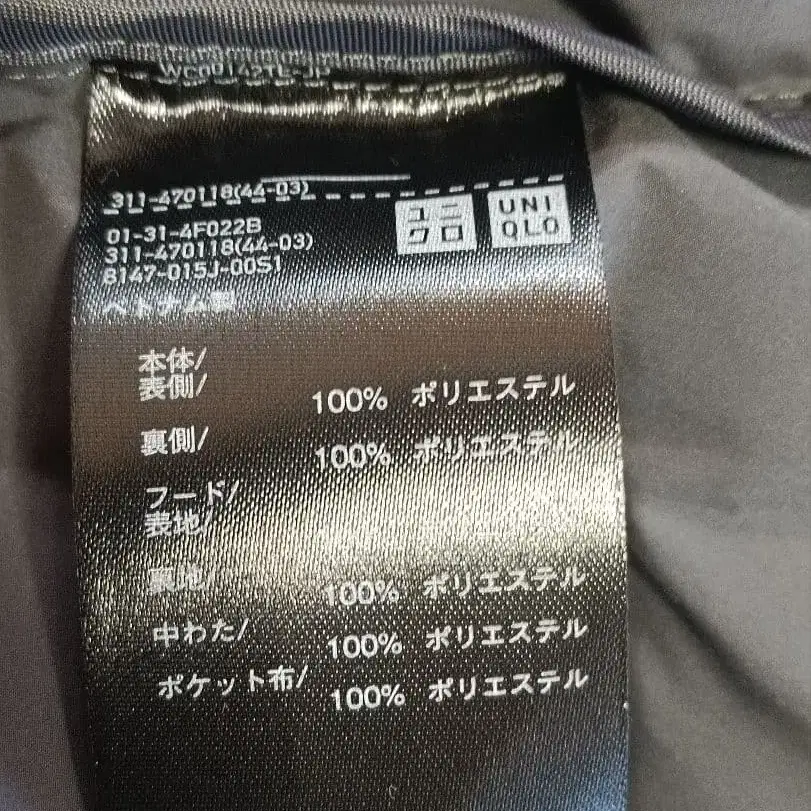 311-470118(44-03)
ユニ
クロ
UNI
QLO
01-31-4F022B
311-470118(44-03)
8147-015J-00S1
ベトナム製
本体/
表側/ 100% ポリエステル
裏側/ 100% ポリエステル
フード/
表地/
裏地/ 100% ポリエステル
中わた/ 100% ポリエステル
ポケット布/ 100% ポリエステル